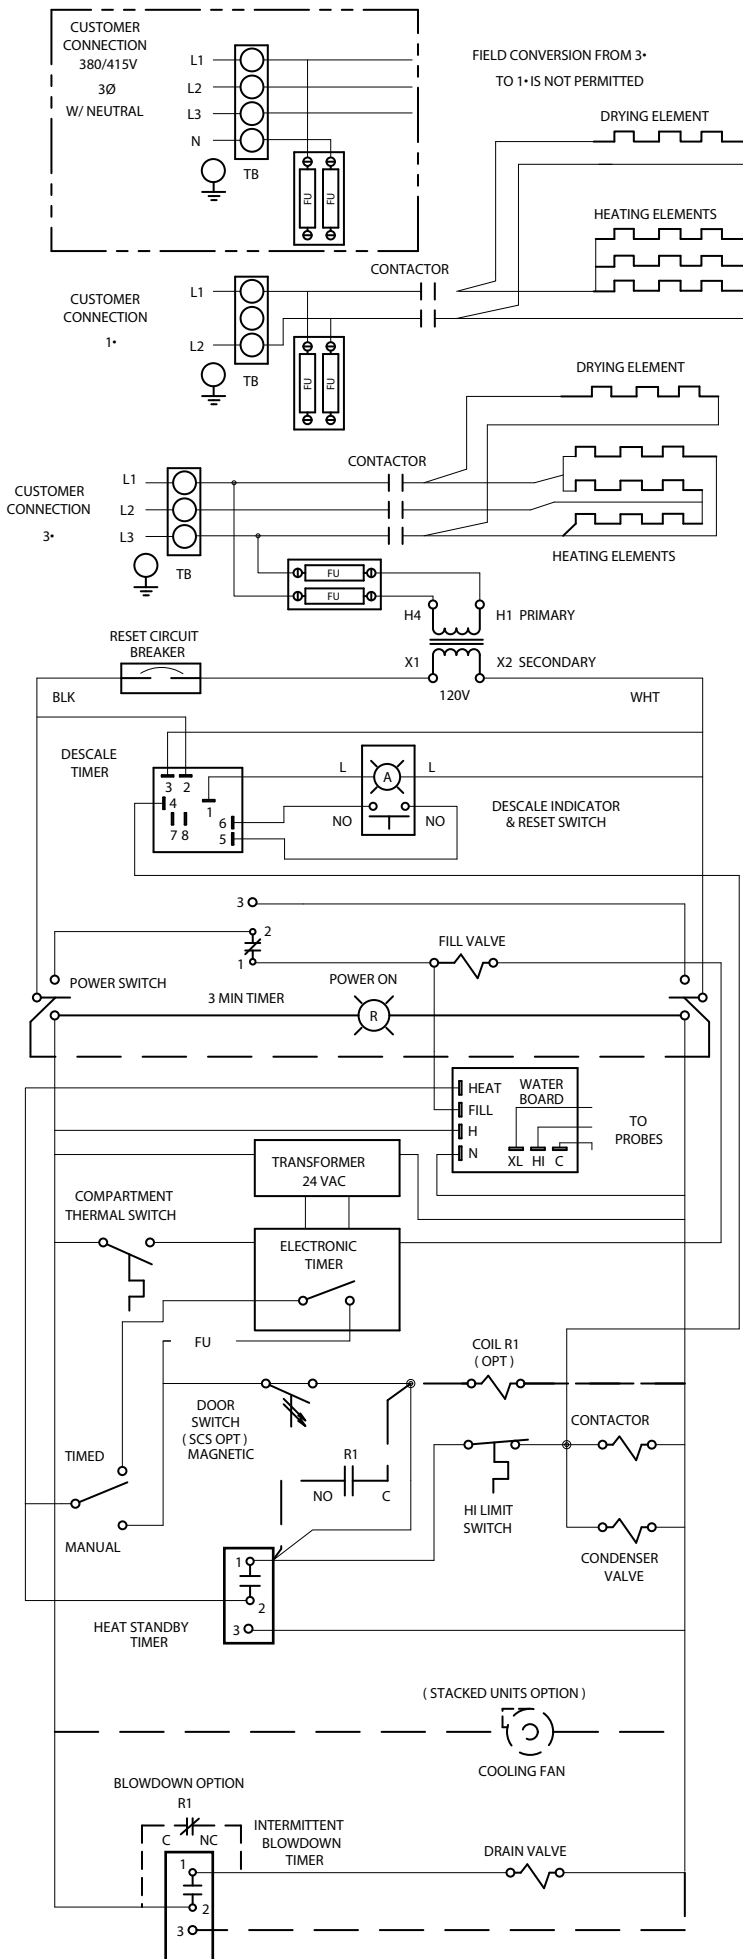 CUSTOMER
CONNECTION
380/415V
3Ø
W/ NEUTRAL
L1
L2
L3
N
TB
FU
FU
FIELD CONVERSION FROM 3•
TO 1• IS NOT PERMITTED
DRYING ELEMENT
HEATING ELEMENTS
CONTACTOR
CUSTOMER
CONNECTION
1•
L1
L2
TB
FU
FU
DRYING ELEMENT
CONTACTOR
CUSTOMER
CONNECTION
3•
L1
L2
L3
TB
HEATING ELEMENTS
FU
FU
H4
H1 PRIMARY
RESET CIRCUIT
BREAKER
X1
X2 SECONDARY
120V
BLK
WHT
DESCALE
TIMER
3 2
4
1
7 8
6
5
L
A
L
NO
NO
DESCALE INDICATOR
& RESET SWITCH
3
2
1
FILL VALVE
POWER SWITCH
POWER ON
3 MIN TIMER
R
HEAT
FILL
H
N
WATER
BOARD
XL HI C
TO
PROBES
TRANSFORMER
24 VAC
COMPARTMENT
THERMAL SWITCH
ELECTRONIC
TIMER
FU
COIL R1
( OPT )
DOOR
SWITCH
( SCS OPT )
MAGNETIC
CONTACTOR
TIMED
R1
NO
C
HI LIMIT
SWITCH
MANUAL
CONDENSER
VALVE
1
2
3
HEAT STANDBY
TIMER
( STACKED UNITS OPTION )
COOLING FAN
BLOWDOWN OPTION
R1
C
NC
INTERMITTENT
BLOWDOWN
TIMER
DRAIN VALVE
1
2
3